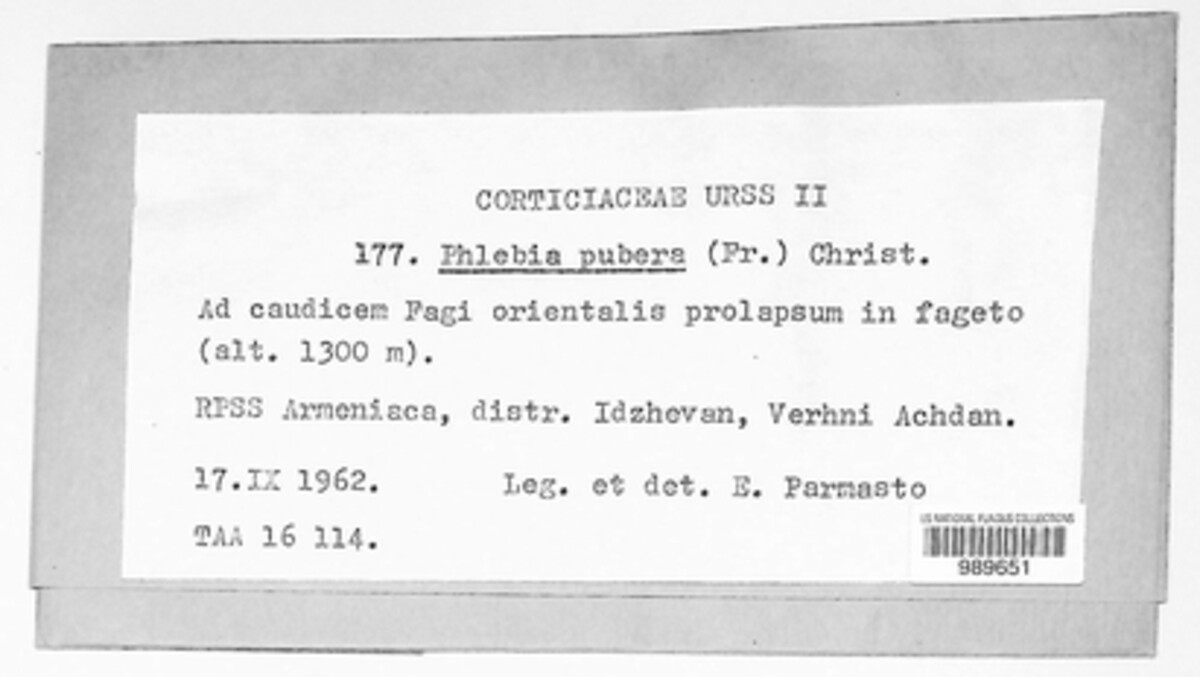 CORTICIACEAE URSS II
177. Phlebia pubera (Fr.) Christ.
Ad caudicem Fagi orientalis prolapsum in fageto
(alt. 1300 m).
RPSS Armeniaca, distr. Idzhevan, Verhni Achdan.
17.IX 1962. Leg. et det. E. Parmasto
TAA 16 114.
US NATIONAL FUNGUS COLLECTIONS
989651